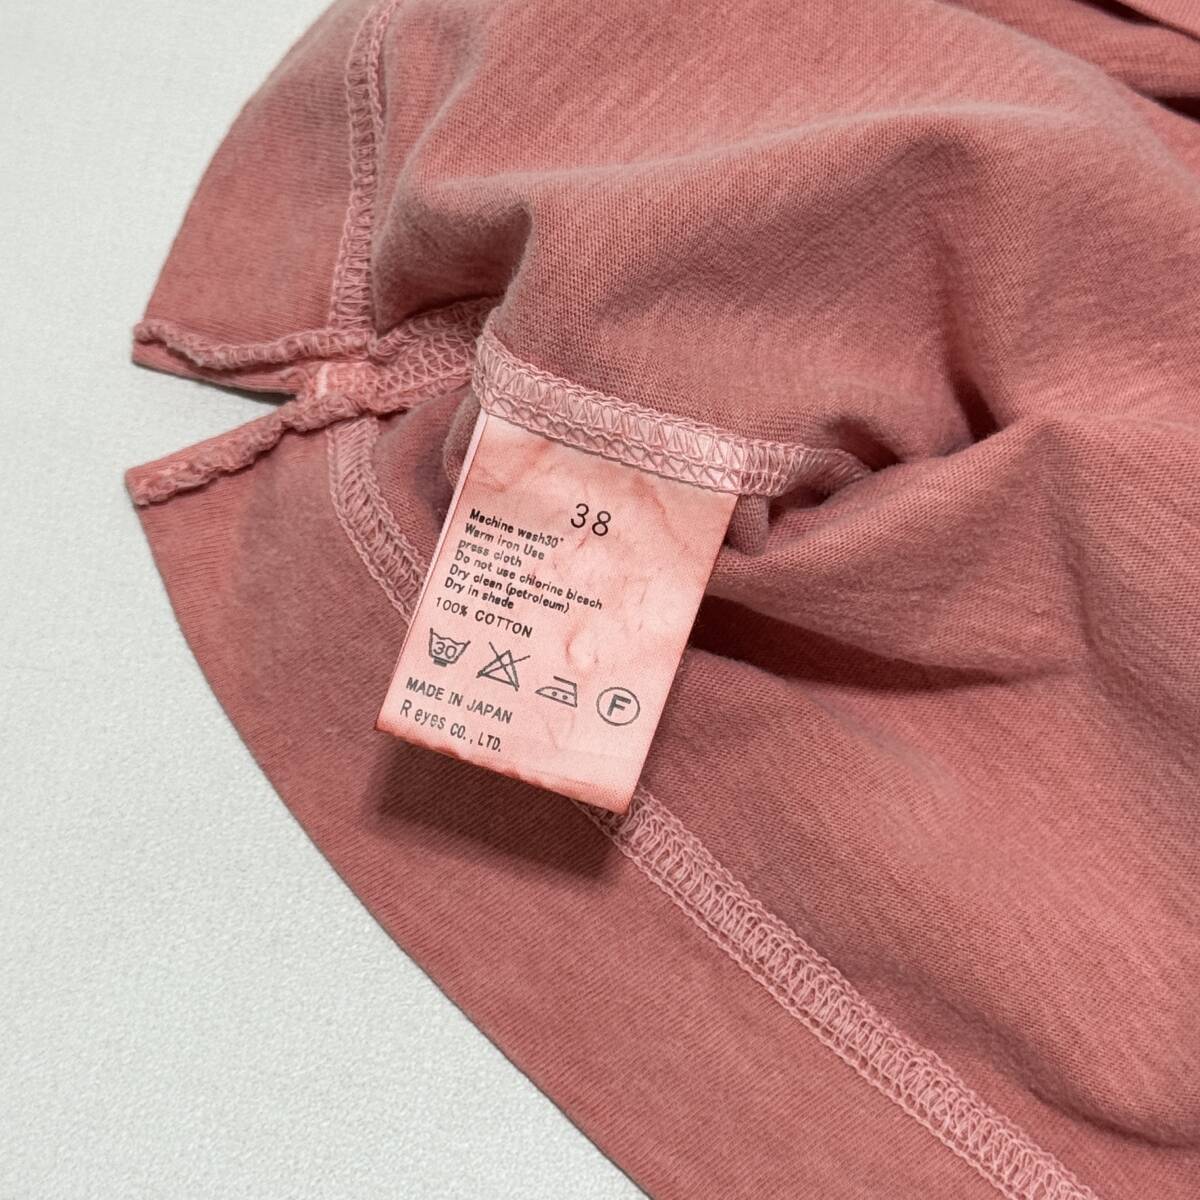 38
Machine wash30°
Warm iron Use
press cloth
Do not use chlorine bleach
Dry clean (petroleum)
Dry in shade
100% COTTON
30
F
MADE IN JAPAN
R eyes CO., LTD.